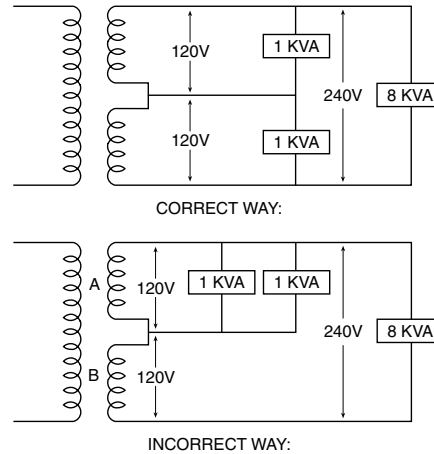 120V
1 KVA
240V
8 KVA
120V
1 KVA
CORRECT WAY:
A
120V
1 KVA
1 KVA
240V
8 KVA
B
120V
INCORRECT WAY: